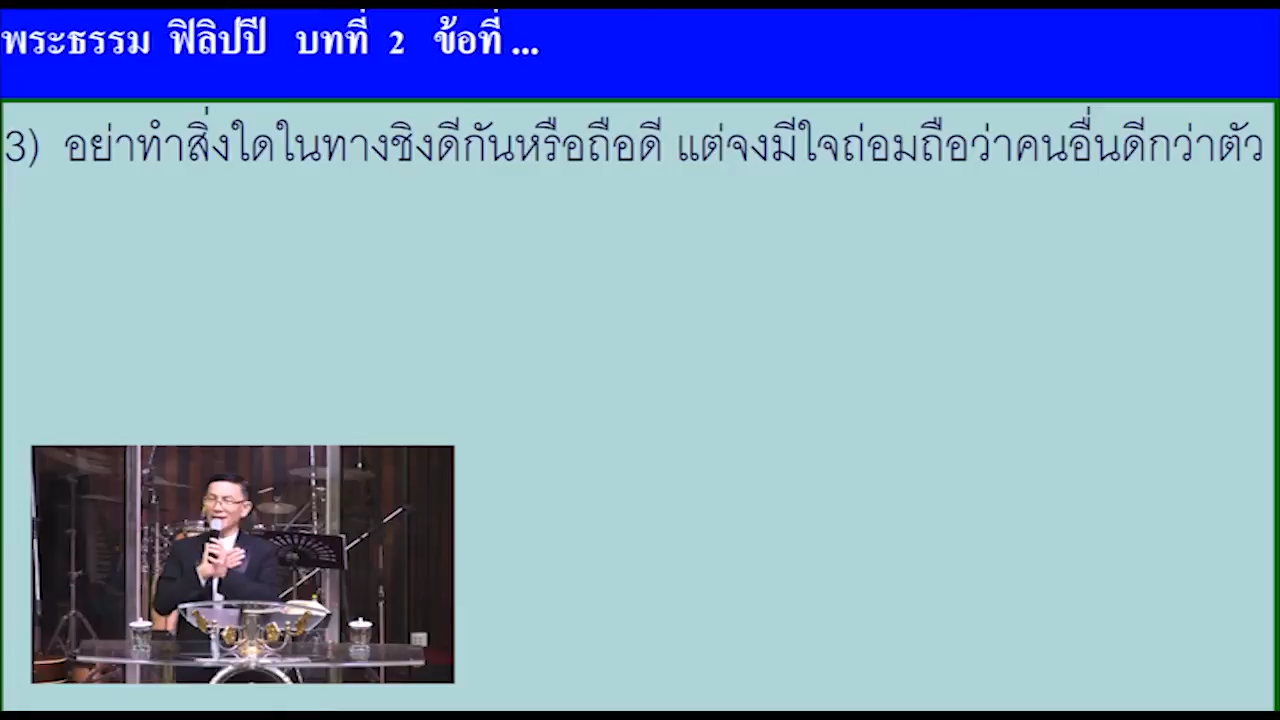 พระธรรม ฟิลิปปี บทที่ 2 ข้อที่ ...
3) อย่าทำสิ่งใดในทางชิงดีกันหรือถือดี แต่จงมีใจถ่อมถือว่าคนอื่นดีกว่าตัว